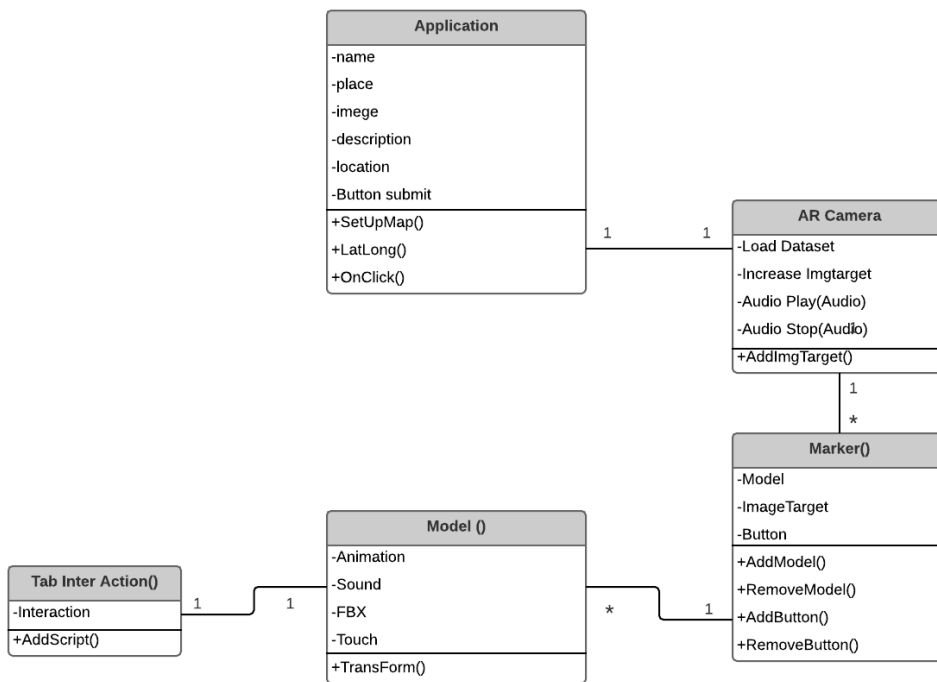 Application
-name
-place
-imege
-description
-location
-Button submit
+SetUpMap()
+LatLong()
+OnClick()
1
1
AR Camera
-Load Dataset
-Increase Imgtarget
-Audio Play(Audio)
-Audio Stop(Audio)
+AddImgTarget()
1
*
Marker()
-Model
-ImageTarget
-Button
+AddModel()
+RemoveModel()
+AddButton()
+RemoveButton()
Model ()
-Animation
-Sound
-FBX
-Touch
+TransForm()
*
1
Tab Inter Action()
-Interaction
+AddScript()
1
1